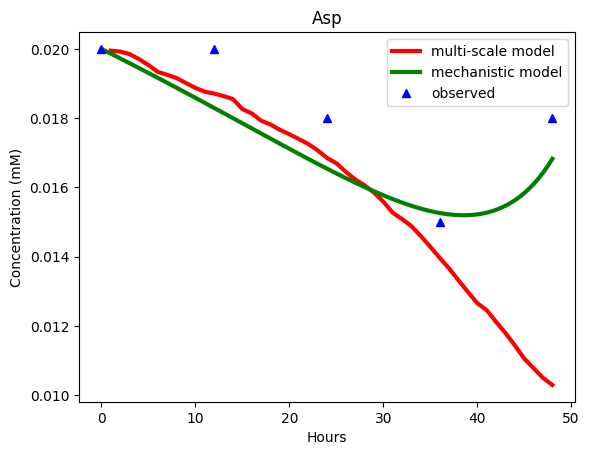 Asp
multi-scale model
mechanistic model
observed
Concentration (mM)
0.020
0.018
0.016
0.014
0.012
0.010
0
10
20
30
40
50
Hours